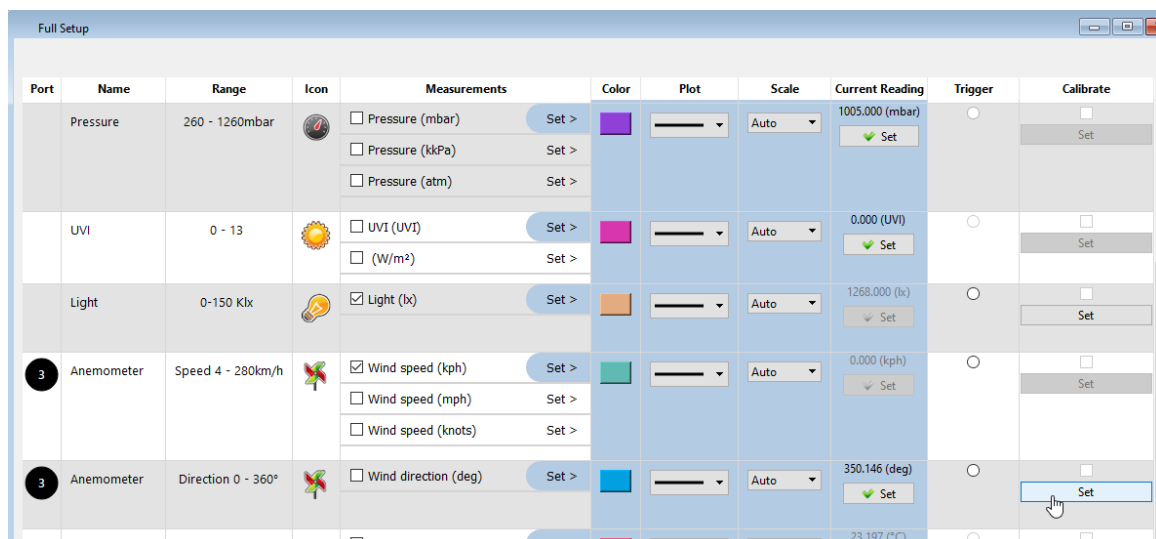 Full Setup
Port Name Range Icon Measurements Color Plot Scale Current Reading Trigger Calibrate
Pressure 260 - 1260mbar Pressure (mbar) Set > Auto 1005.000 (mbar)
Set Set
Pressure (kkPa) Set >
Pressure (atm) Set >
UVI 0 - 13 UVI (UVI) Set > Auto 0.000 (UVI)
Set Set
(W/m²) Set >
Light 0-150 Klx Light (lx) Set > Auto 1268.000 (lx)
Set Set
3 Anemometer Speed 4 - 280km/h Wind speed (kph) Set > Auto 0.000 (kph)
Set Set
Wind speed (mph) Set >
Wind speed (knots) Set >
3 Anemometer Direction 0 - 360° Wind direction (deg) Set > Auto 350.146 (deg)
Set Set
23.197 (°C)